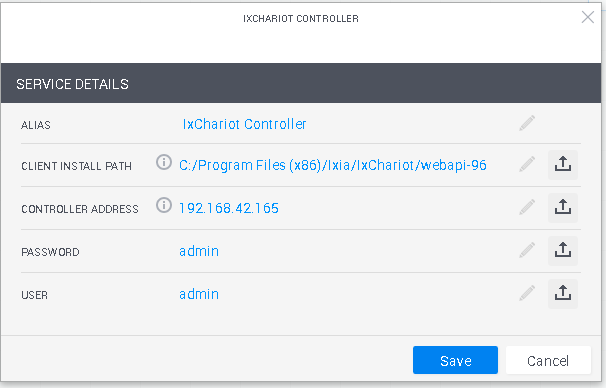 IXCHARIOT CONTROLLER
SERVICE DETAILS
ALIAS IxChariot Controller
CLIENT INSTALL PATH C:/Program Files (x86)/Ixia/IxChariot/webapi-96
CONTROLLER ADDRESS 192.168.42.165
PASSWORD admin
USER admin
Save Cancel